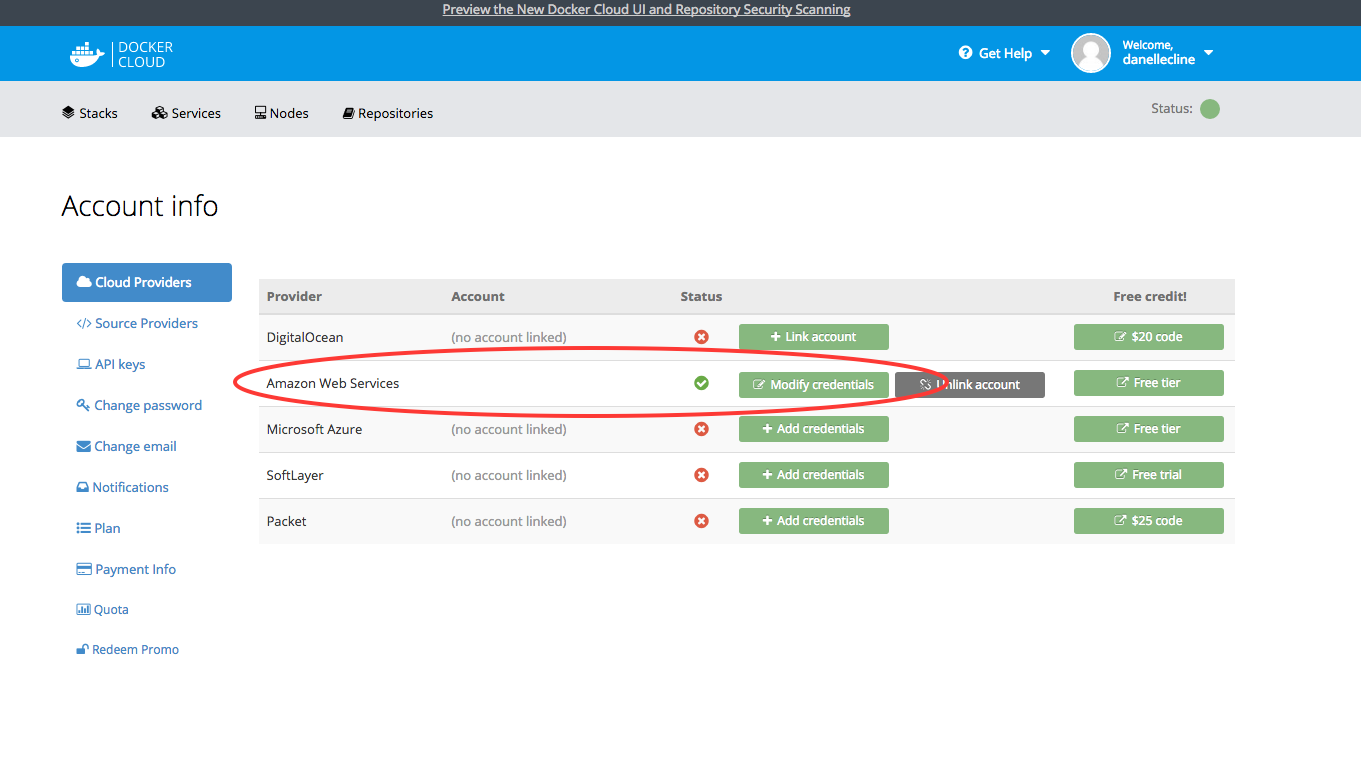 Preview the New Docker Cloud UI and Repository Security Scanning
DOCKER
CLOUD
Get Help
Welcome,
danellecline
Stacks Services Nodes Repositories
Status:
Account info
Cloud Providers
Source Providers
API keys
Change password
Change email
Notifications
Plan
Payment Info
Quota
Redeem Promo
Provider Account Status Free credit!
DigitalOcean (no account linked) Link account $20 code
Amazon Web Services Modify credentials Unlink account Free tier
Microsoft Azure (no account linked) Add credentials Free tier
SoftLayer (no account linked) Add credentials Free trial
Packet (no account linked) Add credentials $25 code